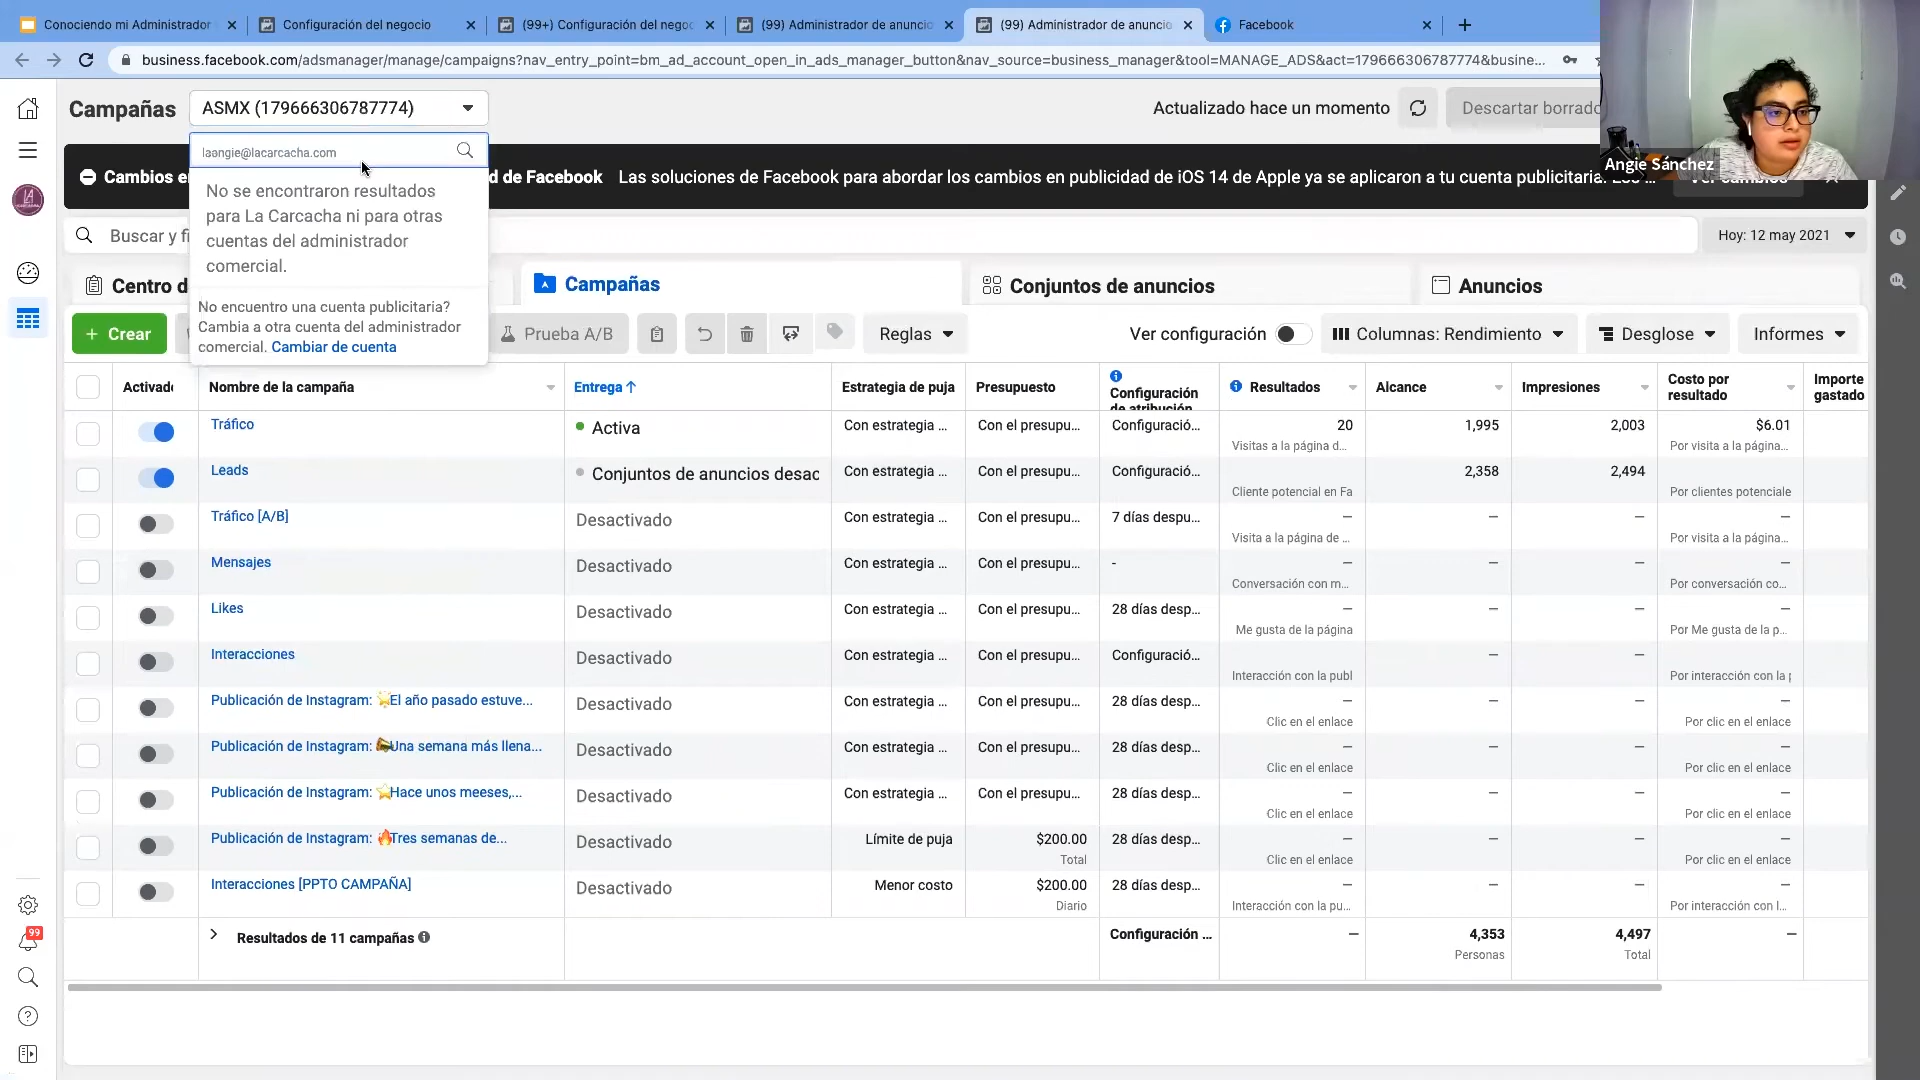 Conociendo mi Administrador
Configuración del negocio
(99+) Configuración del nego
(99) Administrador de anuncio
(99) Administrador de anuncio
Facebook
business.facebook.com/adsmanager/manage/campaigns?nav_entry_point=bm_ad_account_open_in_ads_manager_button&nav_source=business_manager&tool=MANAGE_ADS&act=179666306787774&busine...
Campañas
ASMX (179666306787774)
Actualizado hace un momento
Descartar borrado
laangie@lacarcacha.com
No se encontraron resultados
para La Carcacha ni para otras
cuentas del administrador
comercial.
No encuentro una cuenta publicitaria?
Cambia a otra cuenta del administrador
comercial. Cambiar de cuenta
Angie Sánchez
Cambios e
d de Facebook Las soluciones de Facebook para abordar los cambios en publicidad de iOS 14 de Apple ya se aplicaron a tu cuenta publicitaria.
Buscar y fi
Hoy: 12 may 2021
Centro d
Campañas
Conjuntos de anuncios
Anuncios
+ Crear
Prueba A/B
Reglas
Ver configuración
Columnas: Rendimiento
Desglose
Informes
Activado
Nombre de la campaña
Entrega ↑
Estrategia de puja
Presupuesto
Configuración
de atribución
Resultados
Alcance
Impresiones
Costo por
resultado
Importe
gastado
Tráfico
Activa
Con estrategia ...
Con el presupu...
Configuració...
20
1,995
2,003
$6.01
Visitas a la página d...
Por visita a la página...
Leads
Conjuntos de anuncios desac
Con estrategia ...
Con el presupu...
Configuració...
2,358
2,494
Cliente potencial en Fa
Por clientes potenciale
Tráfico [A/B]
Desactivado
Con estrategia ...
Con el presupu...
7 días despu...
—
—
—
—
Visita a la página de ...
Por visita a la página...
Mensajes
Desactivado
Con estrategia ...
Con el presupu...
-
—
—
—
—
Conversación con m...
Por conversación co...
Likes
Desactivado
Con estrategia ...
Con el presupu...
28 días desp...
—
—
—
—
Me gusta de la página
Por Me gusta de la p...
Interacciones
Desactivado
Con estrategia ...
Con el presupu...
Configuració...
—
—
—
—
Interacción con la publ
Por interacción con la p
Publicación de Instagram: 🌟El año pasado estuve...
Desactivado
Con estrategia ...
Con el presupu...
28 días desp...
—
—
—
—
Clic en el enlace
Por clic en el enlace
Publicación de Instagram: Una semana más llena...
Desactivado
Con estrategia ...
Con el presupu...
28 días desp...
—
—
—
—
Clic en el enlace
Por clic en el enlace
Publicación de Instagram: ⭐Hace unos meeses,...
Desactivado
Con estrategia ...
Con el presupu...
28 días desp...
—
—
—
—
Clic en el enlace
Por clic en el enlace
Publicación de Instagram: 🔥Tres semanas de...
Desactivado
Límite de puja
$200.00
28 días desp...
—
—
—
—
Total
Clic en el enlace
Por clic en el enlace
Interacciones [PPTO CAMPAÑA]
Desactivado
Menor costo
$200.00
28 días desp...
—
—
—
—
Diario
Interacción con la pu...
Por interacción con l...
Resultados de 11 campañas
Configuración ...
—
4,353
4,497
—
Personas
Total
99